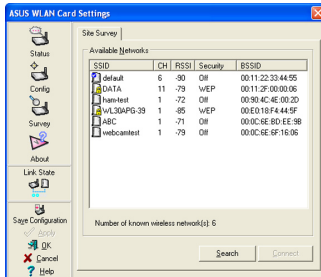 ASUS WLAN Card Settings
Status
Config
Survey
About
Link State
Save Configuration
Apply
OK
Cancel
Help
Site Survey
Available Networks
SSID CH RSSI Security BSSID
default 6 -90 Off 00:11:22:33:44:55
DATA 11 -79 WEP 00:11:2F:00:00:06
ham-test 1 -72 Off 00:90:4C:4E:00:2D
WL30APG-39 1 -85 WEP 00:E0:18:F4:44:5F
ABC 1 -71 Off 00:0C:6E:BD:EE:9B
webcamtest 1 -79 Off 00:0C:6E:6F:16:06
Number of known wireless network(s): 6
Search Connect